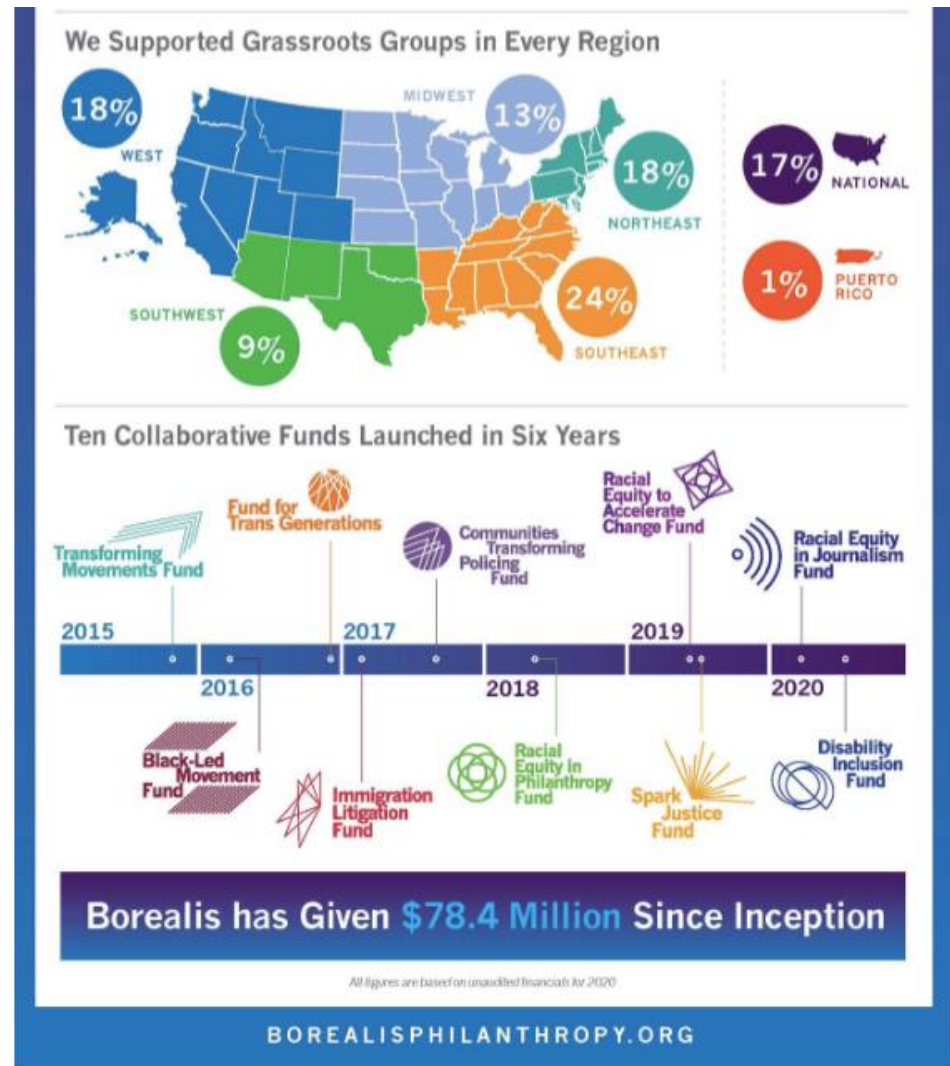 We Supported Grassroots Groups in Every Region
18%
WEST
MIDWEST
13%
18%
NORTHEAST
17%
NATIONAL
SOUTHWEST
9%
24%
SOUTHEAST
1%
PUERTO
RICO
Ten Collaborative Funds Launched in Six Years
Transforming
Movements Fund
Fund for
Trans Generations
Communities
Transforming
Policing
Fund
Racial
Equity to
Accelerate
Change Fund
Racial Equity
in Journalism
Fund
2015
2017
2019
2016
2018
2020
Black-Led
Movement
Fund
Immigration
Litigation
Fund
Racial
Equity in
Philanthropy
Fund
Spark
Justice
Fund
Disability
Inclusion
Fund
Borealis has Given $78.4 Million Since Inception
All figures are based on unaudited financials for 2020
BOREALISPHILANTHROPY.ORG